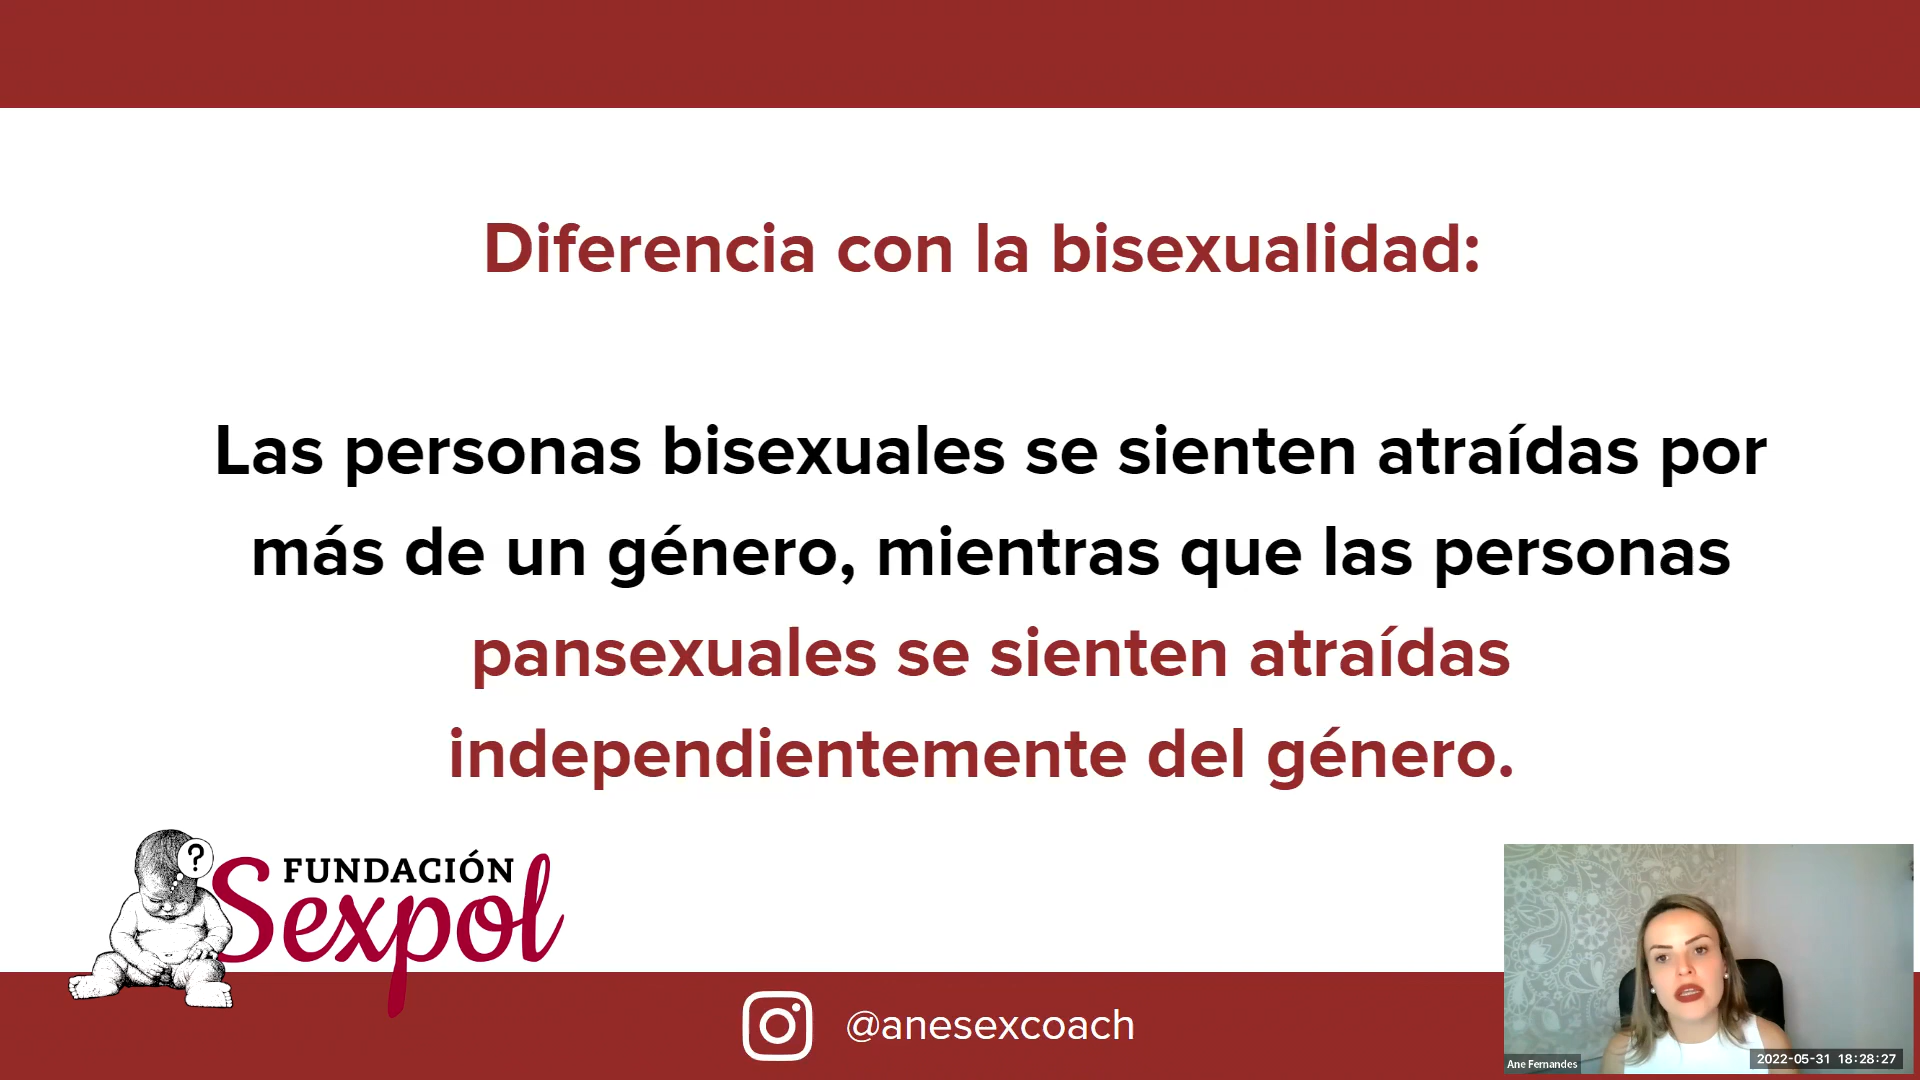 Diferencia con la bisexualidad:
Las personas bisexuales se sienten atraídas por
más de un género, mientras que las personas
pansexuales se sienten atraídas
independientemente del género.
?
FUNDACIÓN
Sexpol
@anesexcoach
Ane Fernandes
2022-05-31 18:28:27